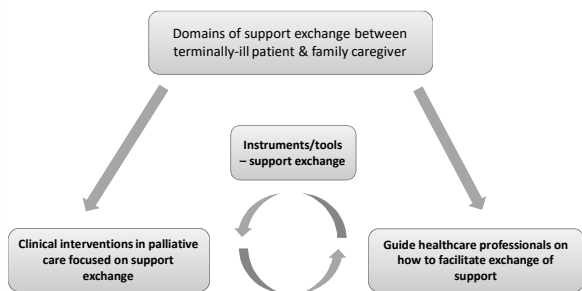 Domains of support exchange between
terminally-ill patient & family caregiver
Instruments/tools
– support exchange
Clinical interventions in palliative
care focused on support
exchange
Guide healthcare professionals on
how to facilitate exchange of
support